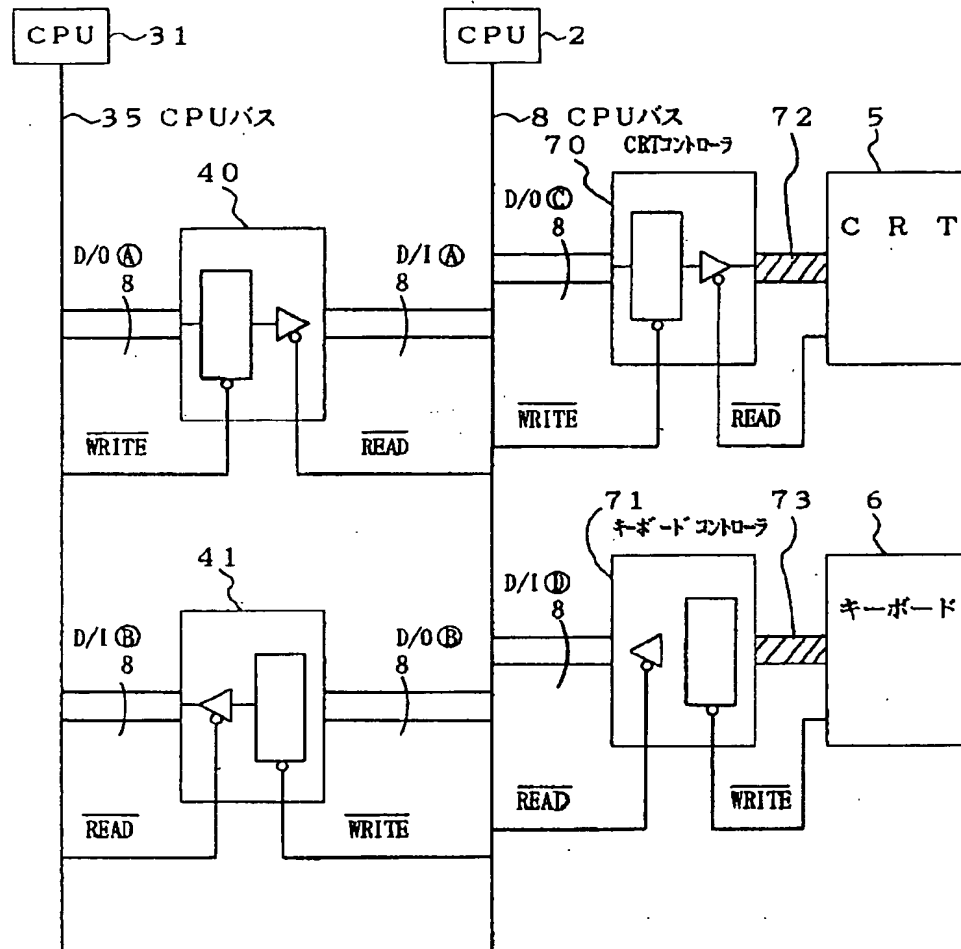 CPU 31
CPU 2
35 CPUバス
8 CPUバス
72
5
70
CRTコントローラ
40
D/O Ⓒ
8
CRT
D/O Ⓐ
8
D/I Ⓐ
8
WRITE
READ
WRITE
READ
71
キーボードコントローラ
73
6
41
D/I Ⓓ
8
キーボード
D/I Ⓑ
8
D/O Ⓑ
8
READ
WRITE
READ
WRITE